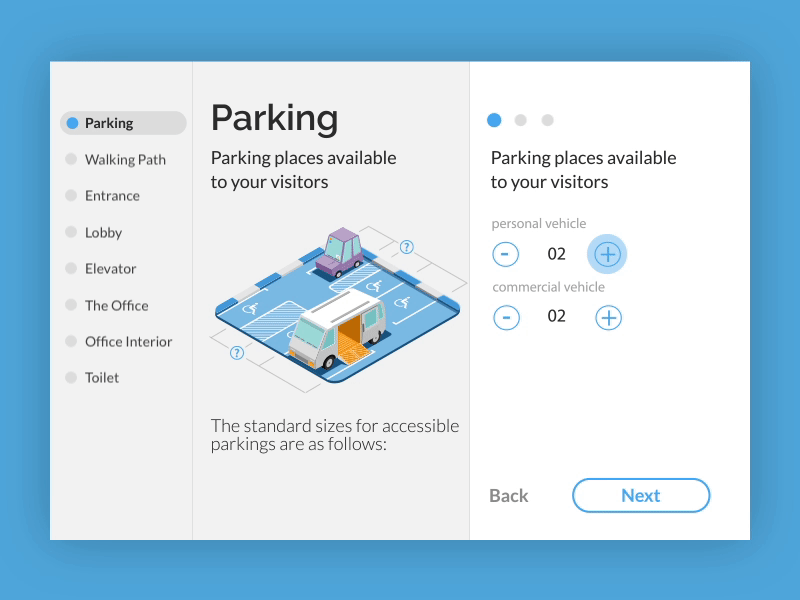 Parking
Walking Path
Entrance
Lobby
Elevator
The Office
Office Interior
Toilet
Parking
Parking places available
to your visitors
?
?
The standard sizes for accessible
parkings are as follows:
Parking places available
to your visitors
personal vehicle
- 02 +
commercial vehicle
- 02 +
Back
Next